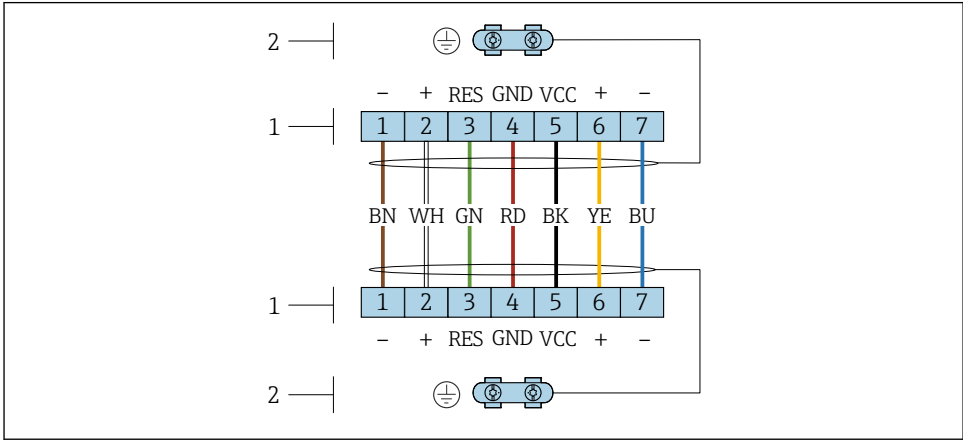 2
– + RES GND VCC + –
1 1 2 3 4 5 6 7
BN WH GN RD BK YE BU
1 1 2 3 4 5 6 7
– + RES GND VCC + –
2